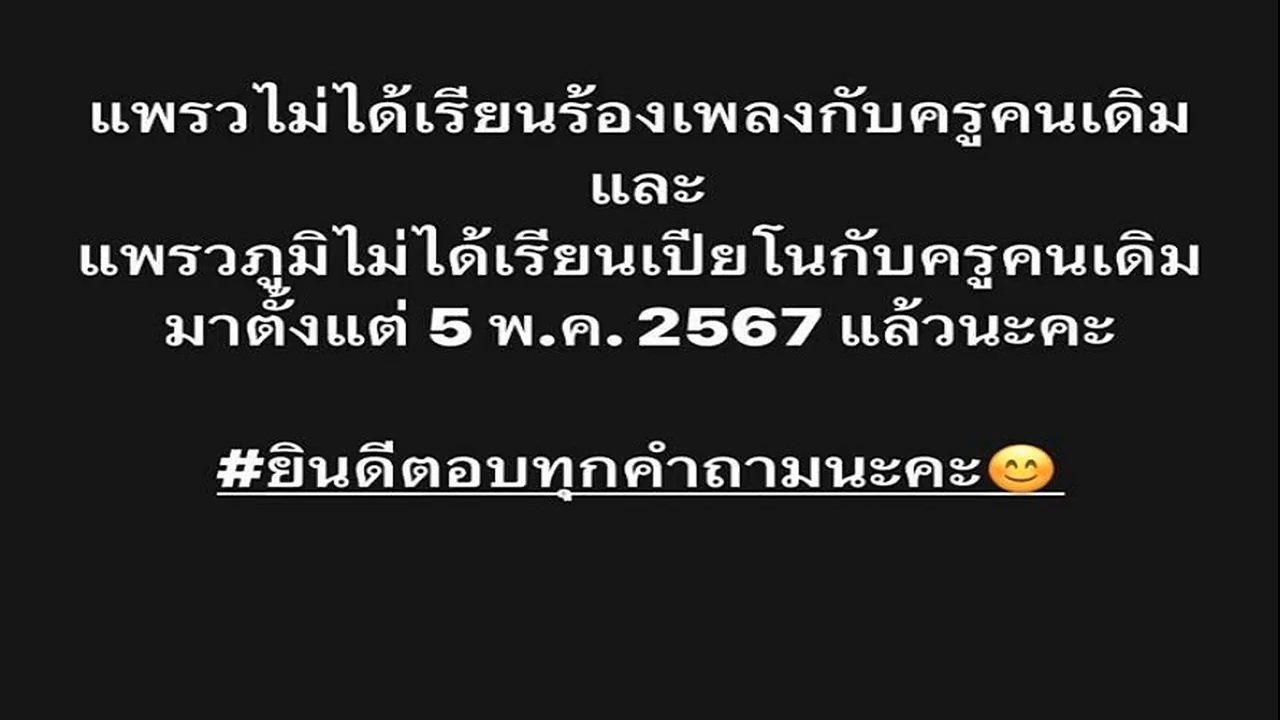 แพรวไม่ได้เรียนร้องเพลงกับครูคนเดิม
และ
แพรวภูมิไม่ได้เรียนเปียโนกับครูคนเดิม
มาตั้งแต่ 5 พ.ค. 2567 แล้วนะคะ
#ยินดีตอบทุกคำถามนะคะ😊